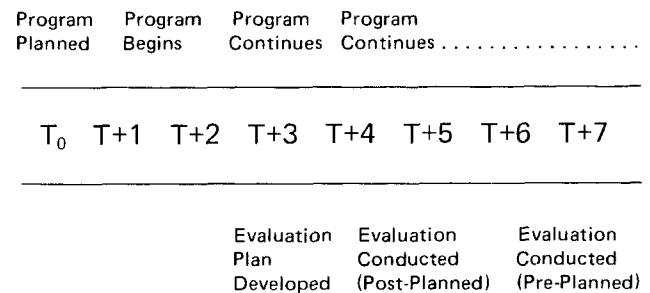 Program Program Program Program
Planned Begins Continues Continues . . . . . . . . . . . . . . . . . .
T₀ T+1 T+2 T+3 T+4 T+5 T+6 T+7
Evaluation Evaluation Evaluation
Plan Conducted Conducted
Developed (Post-Planned) (Pre-Planned)